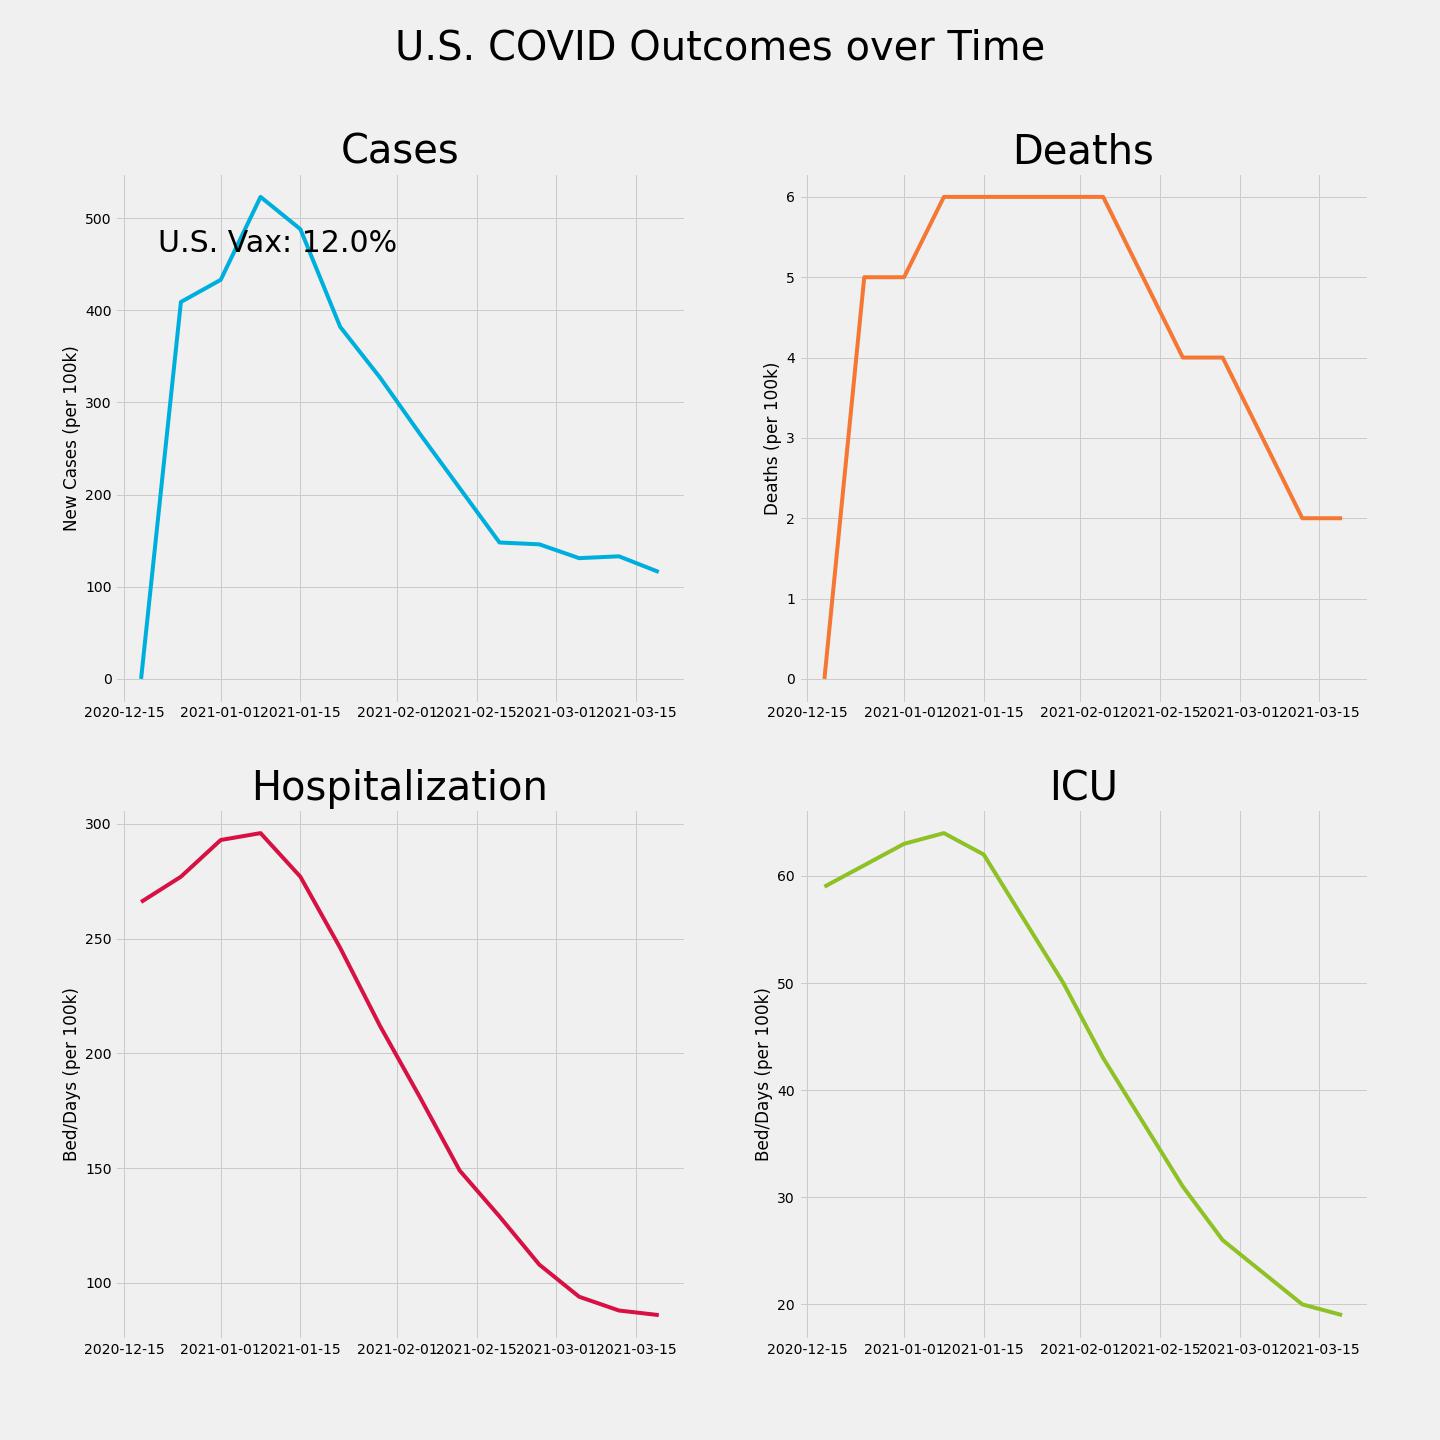 U.S. COVID Outcomes over Time
Cases
New Cases (per 100k)
500
400
300
200
100
0
U.S. Vax: 12.0%
2020-12-15 2021-01-01 2021-01-15 2021-02-01 2021-02-15 2021-03-01 2021-03-15
Deaths
Deaths (per 100k)
6
5
4
3
2
1
0
2020-12-15 2021-01-01 2021-01-15 2021-02-01 2021-02-15 2021-03-01 2021-03-15
Hospitalization
Bed/Days (per 100k)
300
250
200
150
100
2020-12-15 2021-01-01 2021-01-15 2021-02-01 2021-02-15 2021-03-01 2021-03-15
ICU
Bed/Days (per 100k)
60
50
40
30
20
2020-12-15 2021-01-01 2021-01-15 2021-02-01 2021-02-15 2021-03-01 2021-03-15